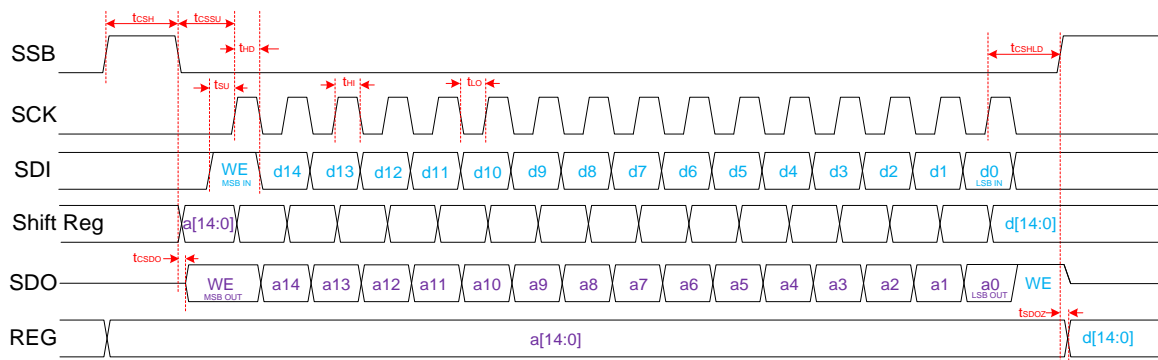 tCSH tCSSU
SSB tHD tCSHLD
tSU tHI tLO
SCK
SDI WE d14 d13 d12 d11 d10 d9 d8 d7 d6 d5 d4 d3 d2 d1 d0
MSB IN LSB IN
Shift Reg a[14:0] d[14:0]
tCSDO
SDO WE a14 a13 a12 a11 a10 a9 a8 a7 a6 a5 a4 a3 a2 a1 a0 WE
MSB OUT LSB OUT
tSDOZ
REG a[14:0] d[14:0]